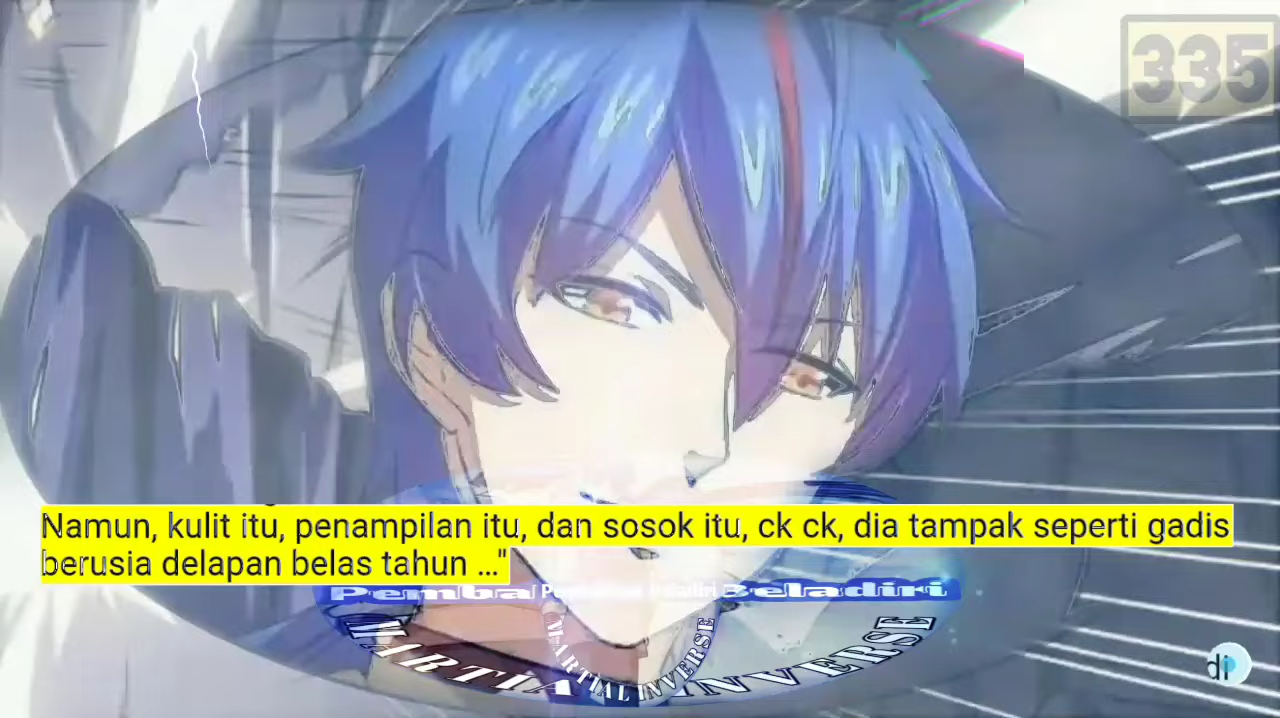 335
Namun, kulit itu, penampilan itu, dan sosok itu, ck ck, dia tampak seperti gadis
berusia delapan belas tahun ..."
Beladiri
MARTIAL INVERSE
MARTIAL INVERSE
di